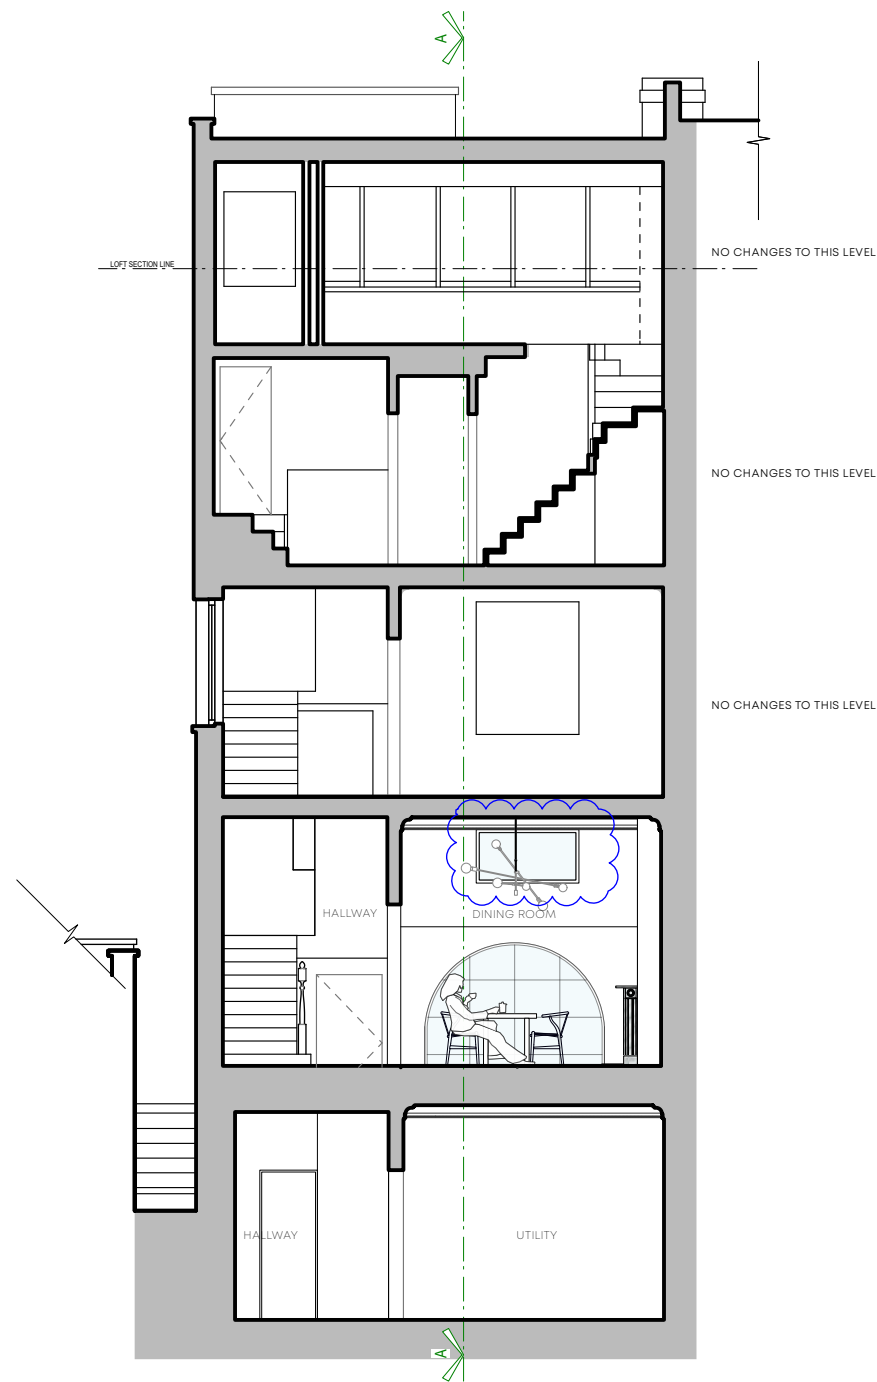 A
NO CHANGES TO THIS LEVEL
LOFT SECTION LINE
NO CHANGES TO THIS LEVEL
NO CHANGES TO THIS LEVEL
HALLWAY
DINING ROOM
HALLWAY
UTILITY
A